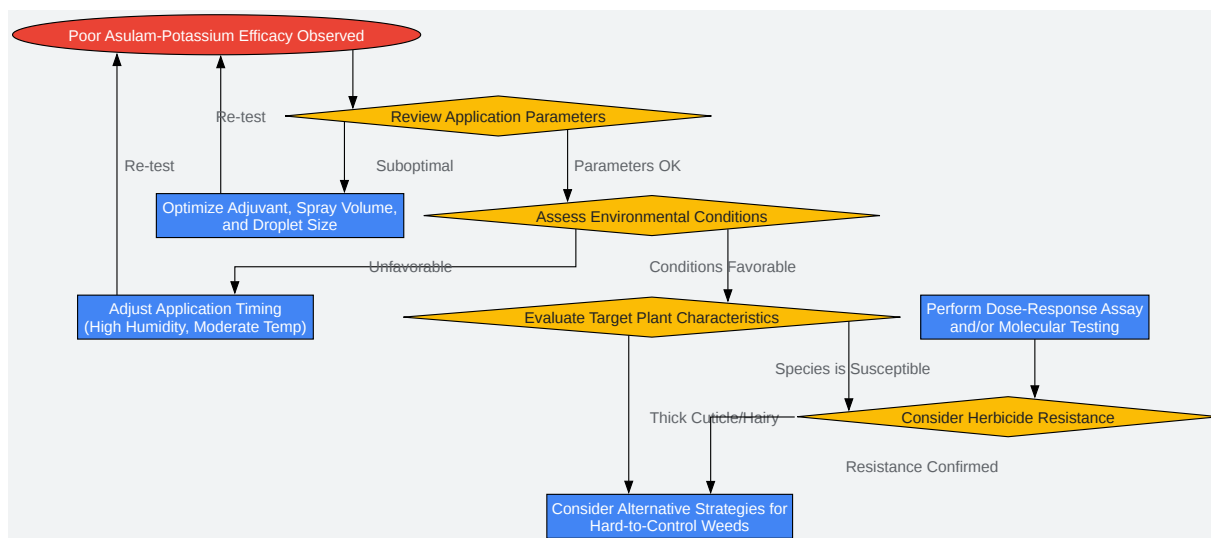 Poor Asulam-Potassium Efficacy Observed
Re-test
Review Application Parameters
Re-test
Suboptimal
Parameters OK
Optimize Adjuvant, Spray Volume,
and Droplet Size
Assess Environmental Conditions
Unfavorable
Conditions Favorable
Adjust Application Timing
(High Humidity, Moderate Temp)
Evaluate Target Plant Characteristics
Perform Dose-Response Assay
and/or Molecular Testing
Species is Susceptible
Thick Cuticle/Hairy
Consider Herbicide Resistance
Resistance Confirmed
Consider Alternative Strategies for
Hard-to-Control Weeds